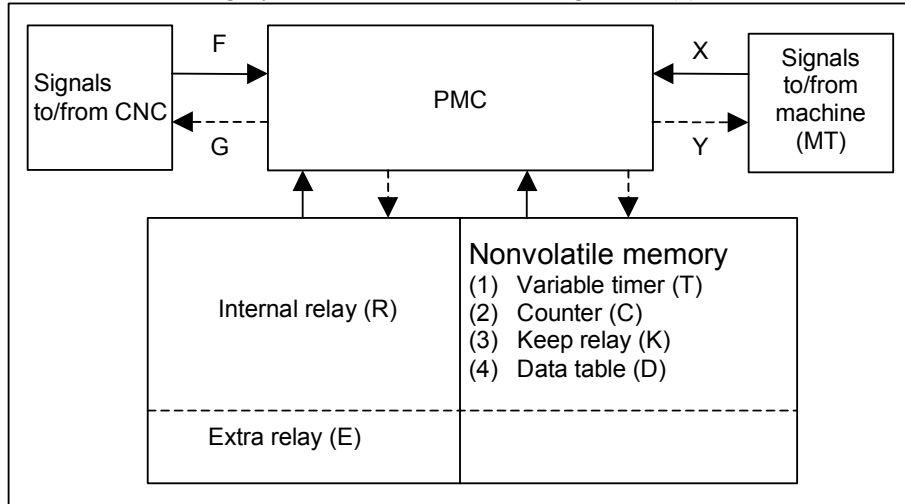 F
Signals
to/from CNC
G
PMC
X
Y
Signals
to/from
machine
(MT)
Internal relay (R)
Extra relay (E)
Nonvolatile memory
(1) Variable timer (T)
(2) Counter (C)
(3) Keep relay (K)
(4) Data table (D)